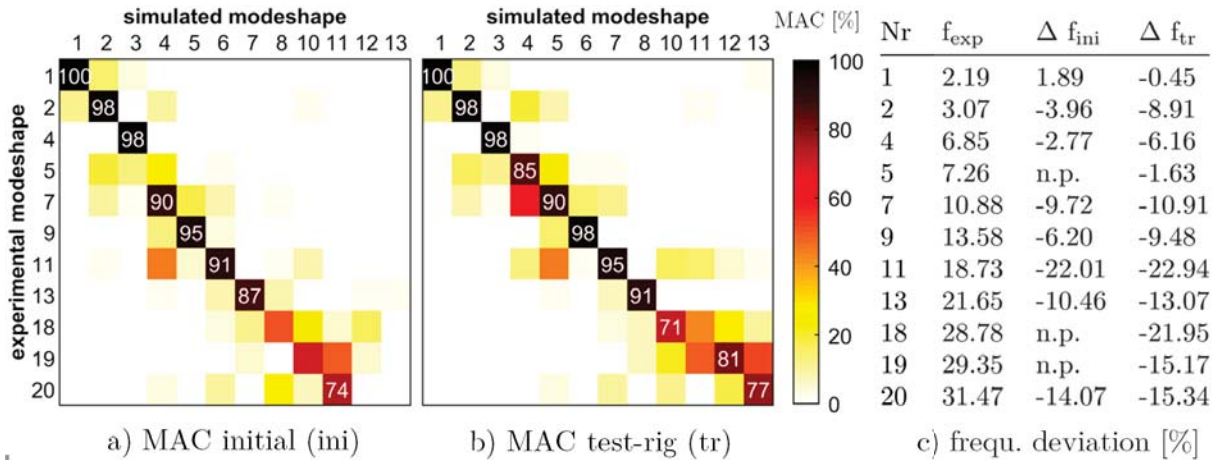 simulated modeshape
1 2 3 4 5 6 7 8 10 11 12 13
experimental modeshape
1 100
2 98
4 98
5
7 90
9 95
11 91
13 87
18
19
20 74
a) MAC initial (ini)
simulated modeshape
1 2 3 4 5 6 7 8 10 11 12 13
100
98
98
85
90
98
95
91
71
81
77
b) MAC test-rig (tr)
MAC [%]
100
80
60
40
20
0
Nr f_exp Δ f_ini Δ f_tr
1 2.19 1.89 -0.45
2 3.07 -3.96 -8.91
4 6.85 -2.77 -6.16
5 7.26 n.p. -1.63
7 10.88 -9.72 -10.91
9 13.58 -6.20 -9.48
11 18.73 -22.01 -22.94
13 21.65 -10.46 -13.07
18 28.78 n.p. -21.95
19 29.35 n.p. -15.17
20 31.47 -14.07 -15.34
c) frequ. deviation [%]